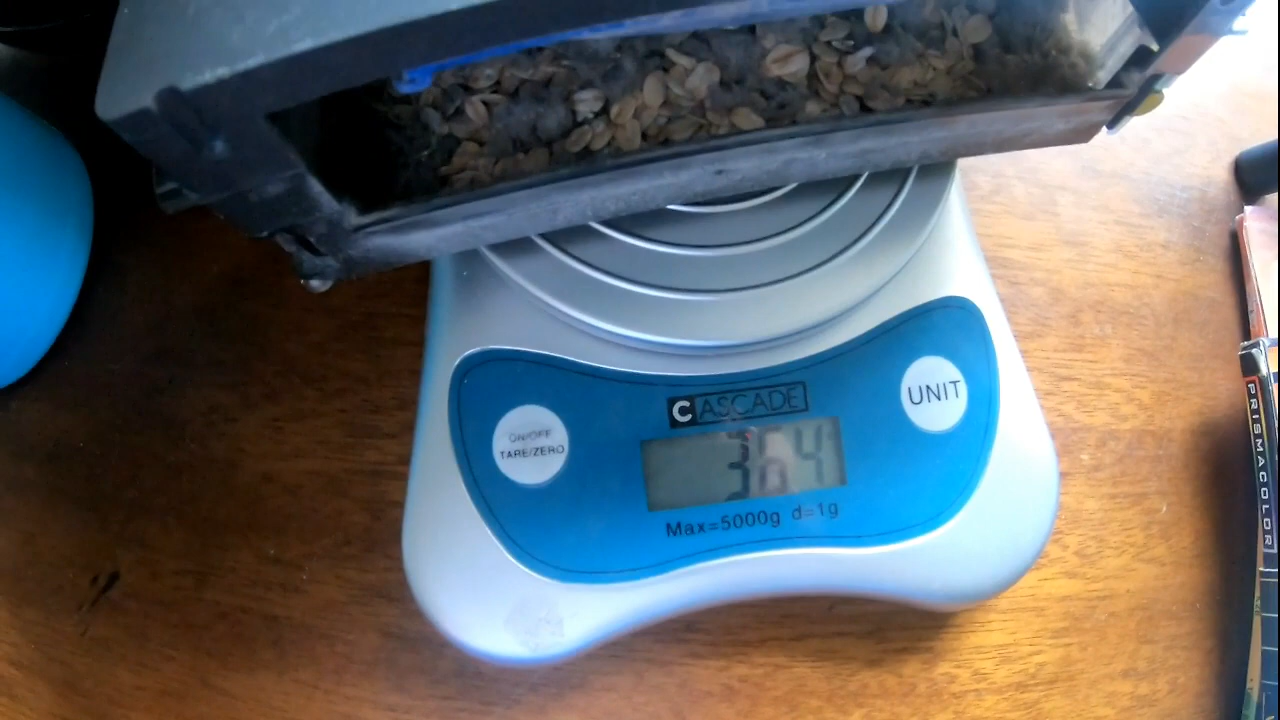 CASCADE
UNIT
ON/OFF
TARE/ZERO
364
Max=5000g d=1g
PRISMACOLOR